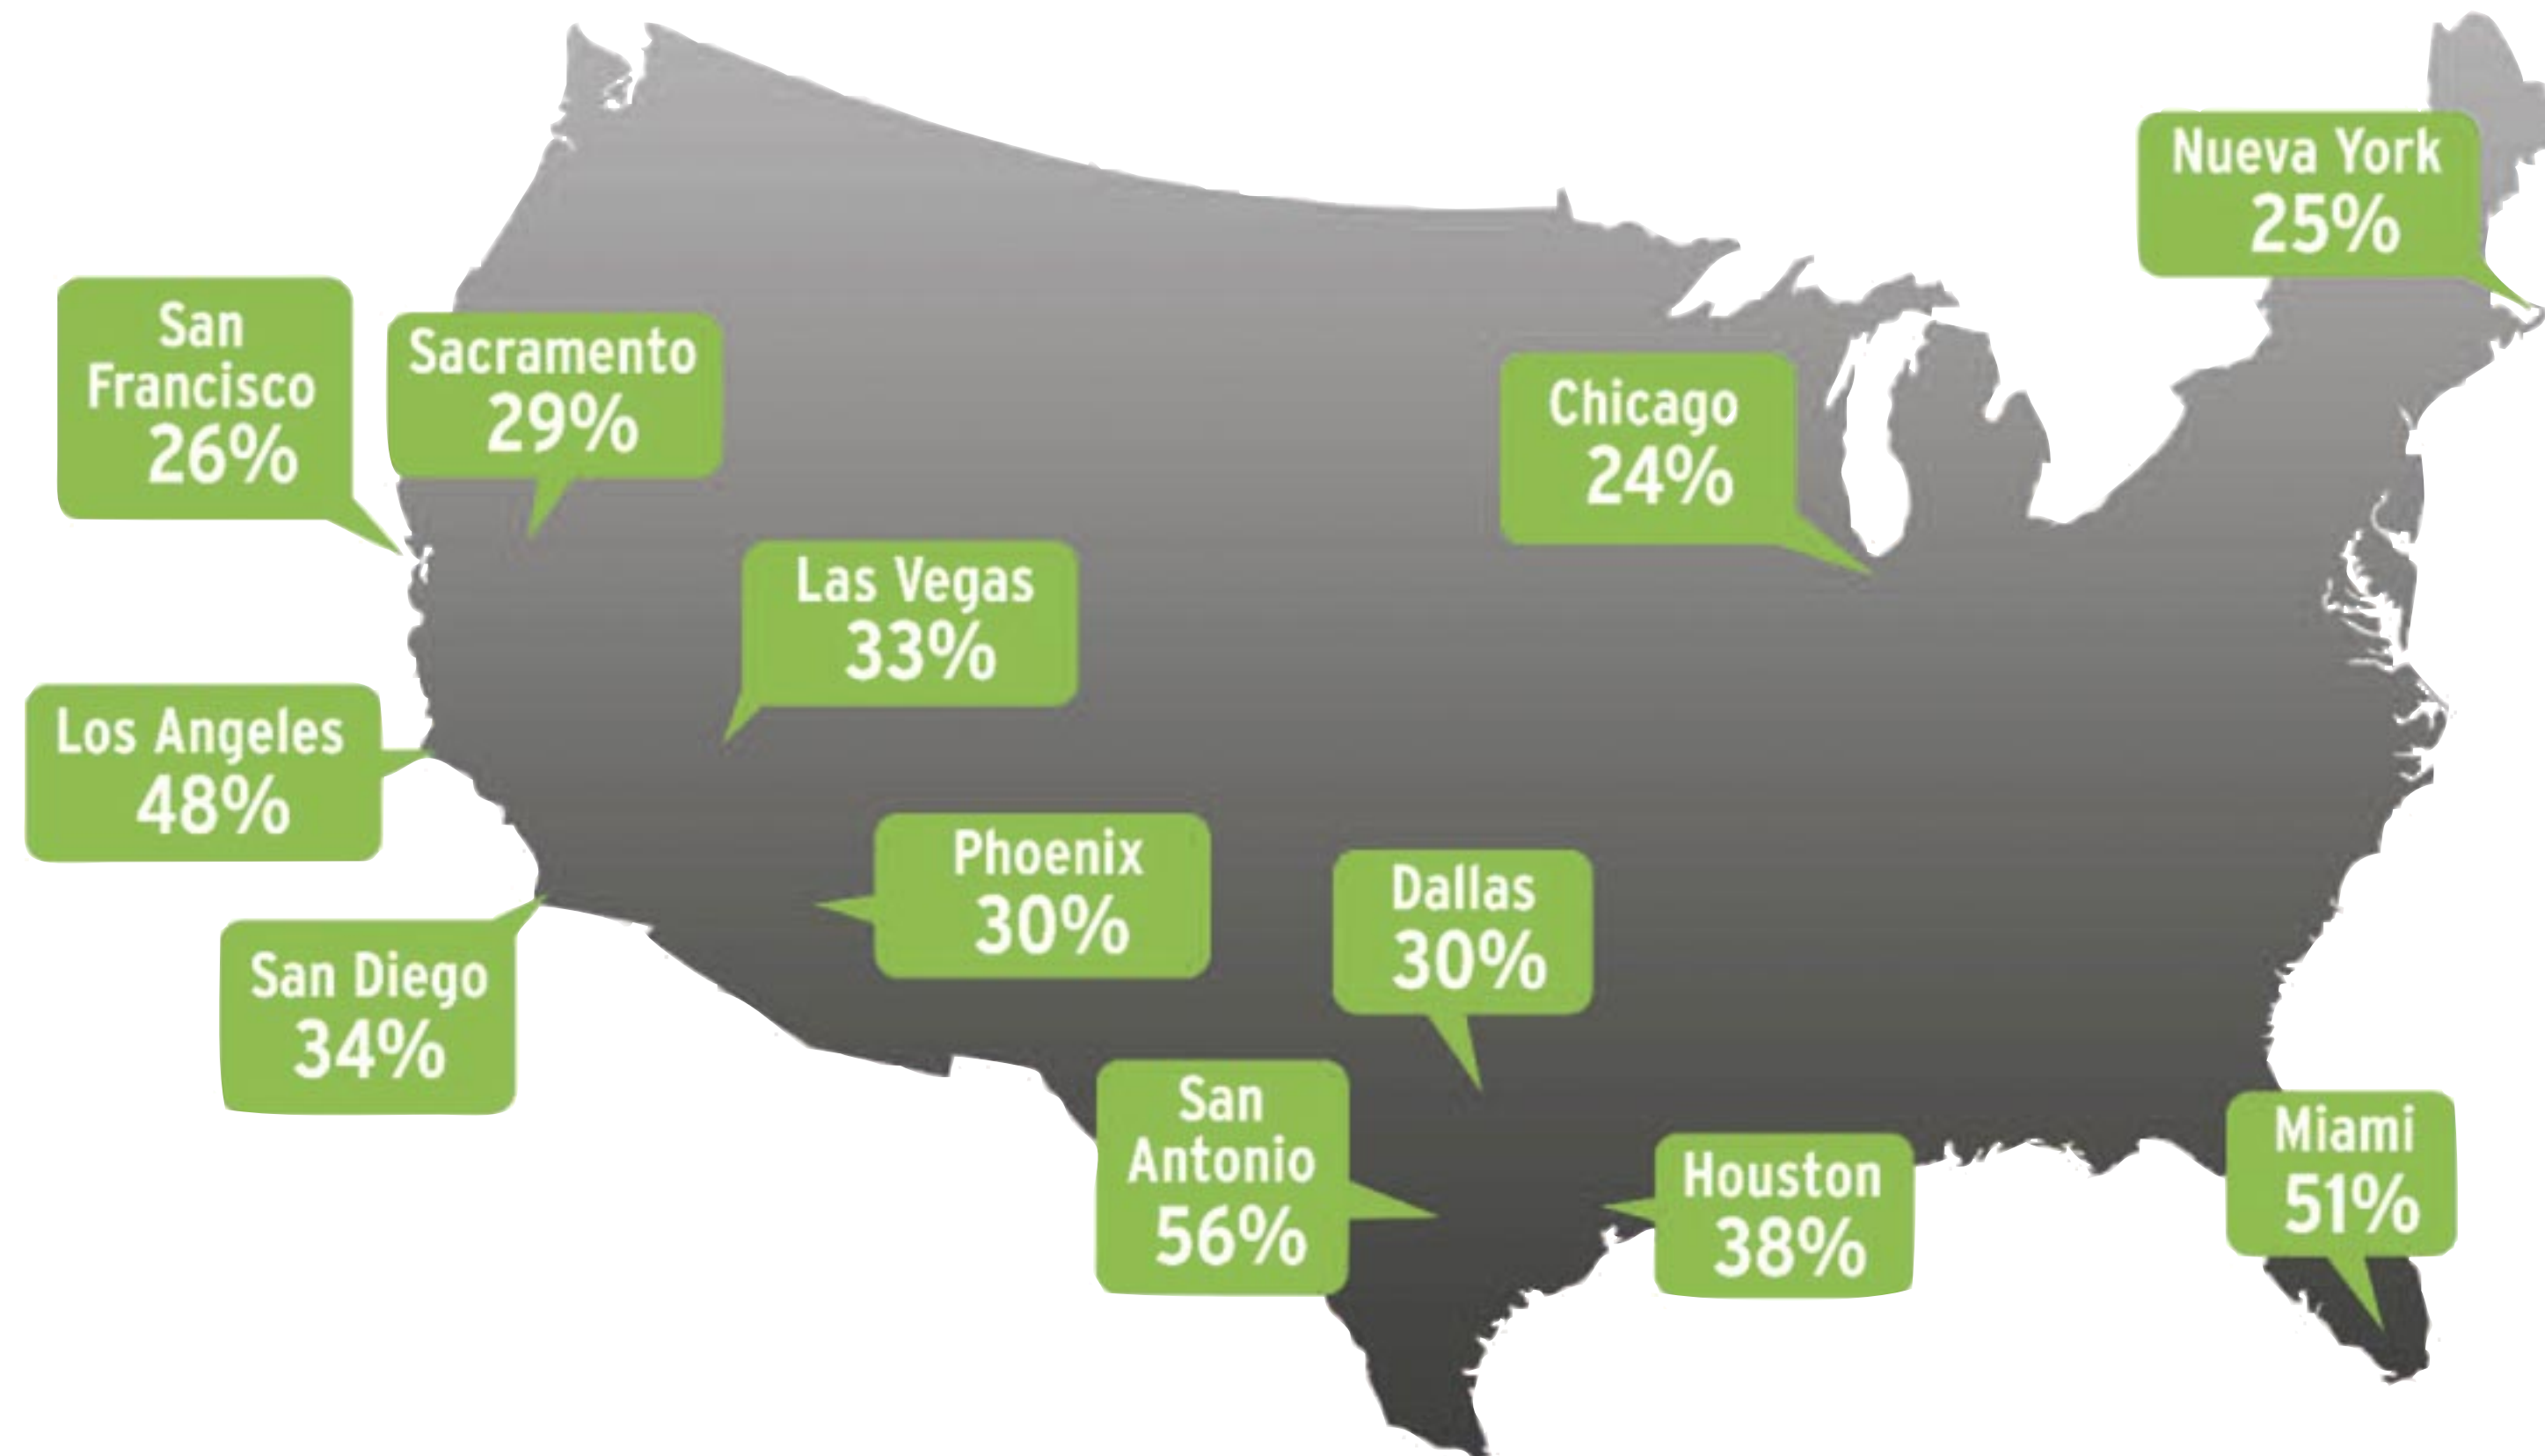 Nueva York
25%
San
Francisco
26%
Sacramento
29%
Chicago
24%
Las Vegas
33%
Los Angeles
48%
Phoenix
30%
Dallas
30%
San Diego
34%
San
Antonio
56%
Houston
38%
Miami
51%